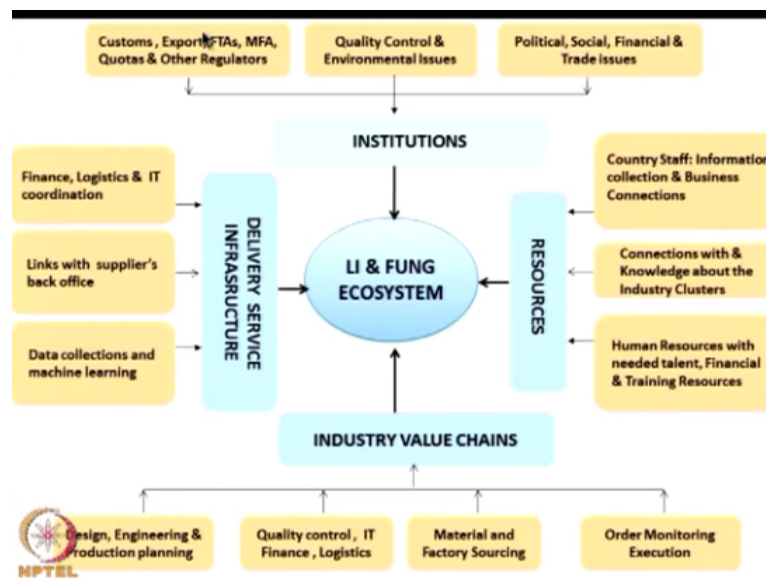 Customs , Export, FTAs, MFA,
Quotas & Other Regulators
Quality Control &
Environmental Issues
Political, Social, Financial &
Trade issues
INSTITUTIONS
Finance, Logistics & IT
coordination
Links with supplier's
back office
Data collections and
machine learning
DELIVERY SERVICE
INFRASRUCTURE
LI & FUNG
ECOSYSTEM
RESOURCES
Country Staff: Information
collection & Business
Connections
Connections with &
Knowledge about the
Industry Clusters
Human Resources with
needed talent, Financial
& Training Resources
INDUSTRY VALUE CHAINS
Design, Engineering &
Production planning
Quality control , IT
Finance , Logistics
Material and
Factory Sourcing
Order Monitoring
Execution
NPTEL